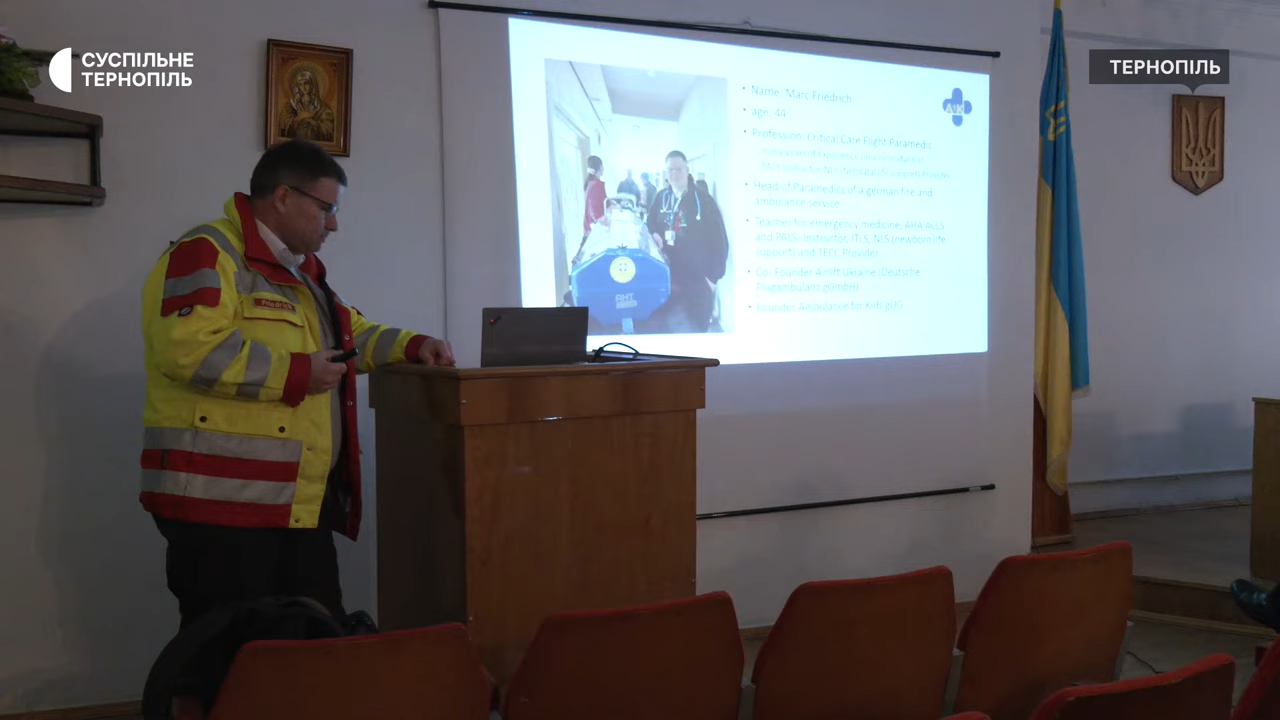 СУСПІЛЬНЕ
ТЕРНОПІЛЬ
ТЕРНОПІЛЬ
• Name: Marc Friedrich
• age: 44
• Profession: Critical Care Flight Paramedic
• Head of Paramedics of a german fire and
ambulance service
• Teacher for emergency medicine, AHA ACLS
and PALS- Instructor, ITLS, NLS (newborn life
support) and TECC Provider
• Co- Founder Airlift Ukraine (Deutsche
Flugambulanz gGmbH)
• Founder Ambulance for Kids gUG
A4K
Friedrich